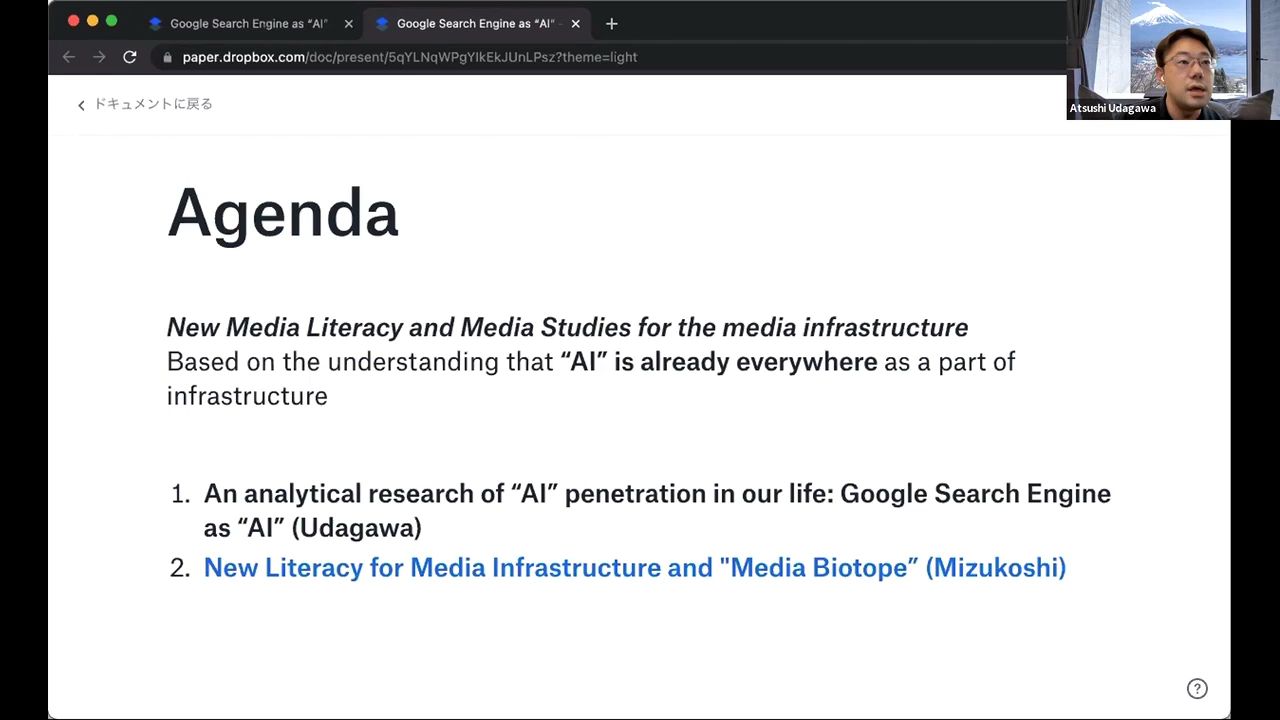 Google Search Engine as “AI”
Google Search Engine as “AI” -
paper.dropbox.com/doc/present/5qYLNqWPgYlkEkJUnLPsz?theme=light
Atsushi Udagawa
ドキュメントに戻る
Agenda
New Media Literacy and Media Studies for the media infrastructure
Based on the understanding that “AI” is already everywhere as a part of
infrastructure
1. An analytical research of “AI” penetration in our life: Google Search Engine
as “AI” (Udagawa)
2. New Literacy for Media Infrastructure and "Media Biotope” (Mizukoshi)
?